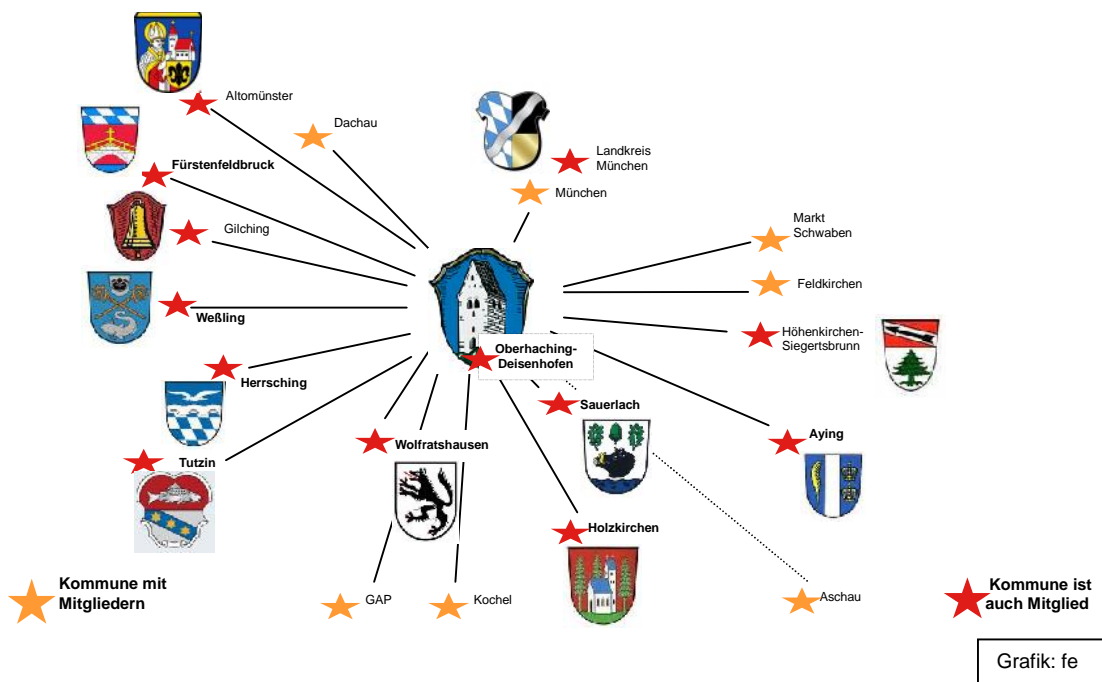 Altomünster
Dachau
Fürstenfeldbruck
Landkreis
München
München
Gilching
Markt
Schwaben
Feldkirchen
Weßling
Höhenkirchen-
Siegertsbrunn
Oberhaching-
Deisenhofen
Herrsching
Sauerlach
Aying
Wolfratshausen
Tutzin
Holzkirchen
Kommune mit
Mitgliedern
GAP
Kochel
Aschau
Kommune ist
auch Mitglied
Grafik: fe